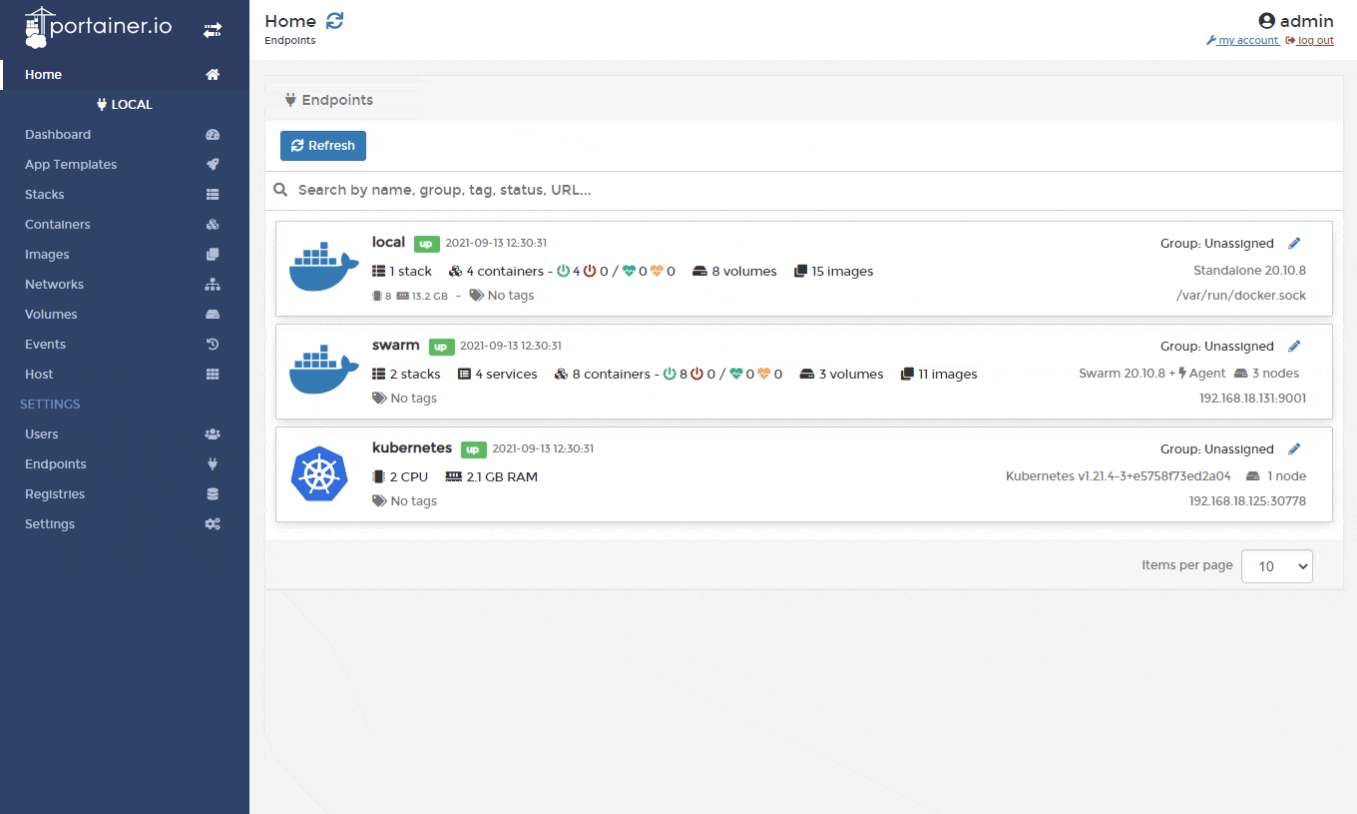 portainer.io
Home
LOCAL
Dashboard
App Templates
Stacks
Containers
Images
Networks
Volumes
Events
Host
SETTINGS
Users
Endpoints
Registries
Settings
Home
Endpoints
admin
my account log out
Endpoints
Refresh
Search by name, group, tag, status, URL...
local up 2021-09-13 12:30:31 Group: Unassigned
1 stack 4 containers - 4 0 / 0 0 8 volumes 15 images Standalone 20.10.8
8 13.2 GB - No tags /var/run/docker.sock
swarm up 2021-09-13 12:30:31 Group: Unassigned
2 stacks 4 services 8 containers - 8 0 / 0 0 3 volumes 11 images Swarm 20.10.8 + Agent 3 nodes
No tags 192.168.18.131:9001
kubernetes up 2021-09-13 12:30:31 Group: Unassigned
2 CPU 2.1 GB RAM Kubernetes v1.21.4-3+e5758f73ed2a04 1 node
No tags 192.168.18.125:30778
Items per page 10